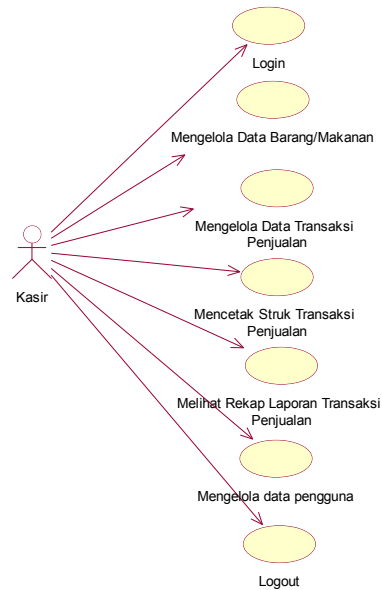 Login
Mengelola Data Barang/Makanan
Mengelola Data Transaksi
Penjualan
Kasir
Mencetak Struk Transaksi
Penjualan
Melihat Rekap Laporan Transaksi
Penjualan
Mengelola data pengguna
Logout